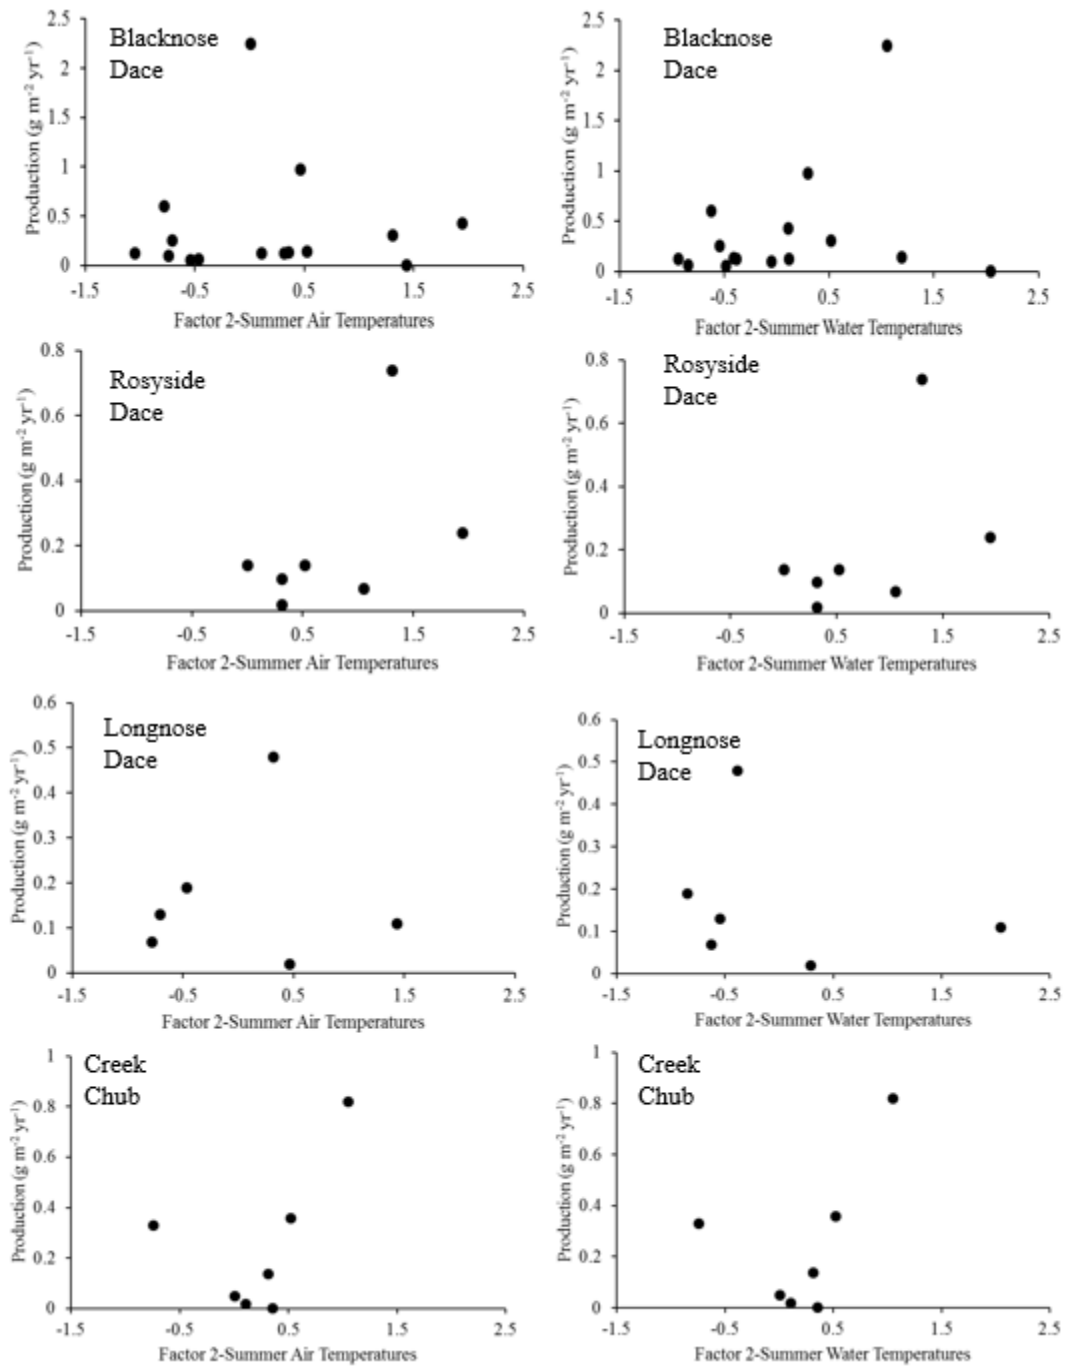 Blacknose
Dace
Production (g m⁻² yr⁻¹)
2.5
2
1.5
1
0.5
0
-1.5 -0.5 0.5 1.5 2.5
Factor 2-Summer Air Temperatures
Blacknose
Dace
Production (g m⁻² yr⁻¹)
2.5
2
1.5
1
0.5
0
-1.5 -0.5 0.5 1.5 2.5
Factor 2-Summer Water Temperatures
Rosyside
Dace
Production (g m⁻² yr⁻¹)
0.8
0.6
0.4
0.2
0
-1.5 -0.5 0.5 1.5 2.5
Factor 2-Summer Air Temperatures
Rosyside
Dace
Production (g m⁻² yr⁻¹)
0.8
0.6
0.4
0.2
0
-1.5 -0.5 0.5 1.5 2.5
Factor 2-Summer Water Temperatures
Longnose
Dace
Production (g m⁻² yr⁻¹)
0.6
0.5
0.4
0.3
0.2
0.1
0
-1.5 -0.5 0.5 1.5 2.5
Factor 2-Summer Air Temperatures
Longnose
Dace
Production (g m⁻² yr⁻¹)
0.6
0.5
0.4
0.3
0.2
0.1
0
-1.5 -0.5 0.5 1.5 2.5
Factor 2-Summer Water Temperatures
Creek
Chub
Production (g m⁻² yr⁻¹)
1
0.8
0.6
0.4
0.2
0
-1.5 -0.5 0.5 1.5 2.5
Factor 2-Summer Air Temperatures
Creek
Chub
Production (g m⁻² yr⁻¹)
1
0.8
0.6
0.4
0.2
0
-1.5 -0.5 0.5 1.5 2.5
Factor 2-Summer Water Temperatures